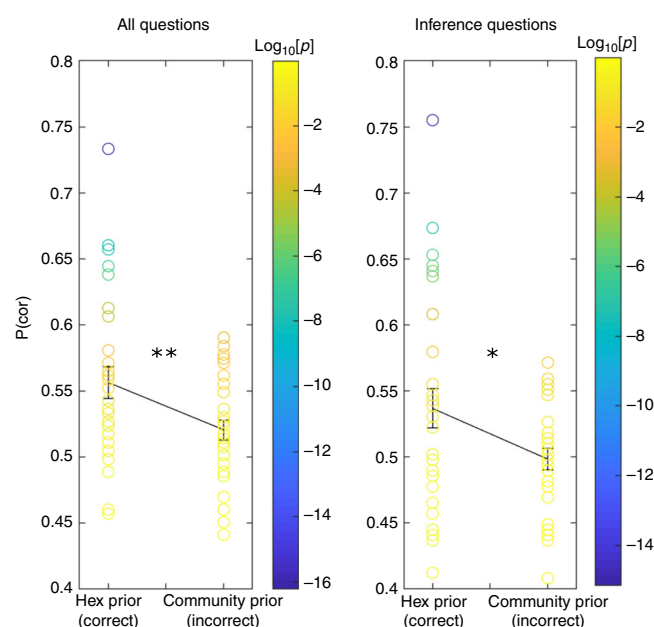 All questions
Log10[p]
Inference questions
Log10[p]
P(cor)
0.8
0.75
0.7
0.65
0.6
0.55
0.5
0.45
0.4
**
−2
−4
−6
−8
−10
−12
−14
−16
Hex prior
(correct)
Community prior
(incorrect)
0.8
0.75
0.7
0.65
0.6
0.55
0.5
0.45
0.4
*
−2
−4
−6
−8
−10
−12
−14
Hex prior
(correct)
Community prior
(incorrect)